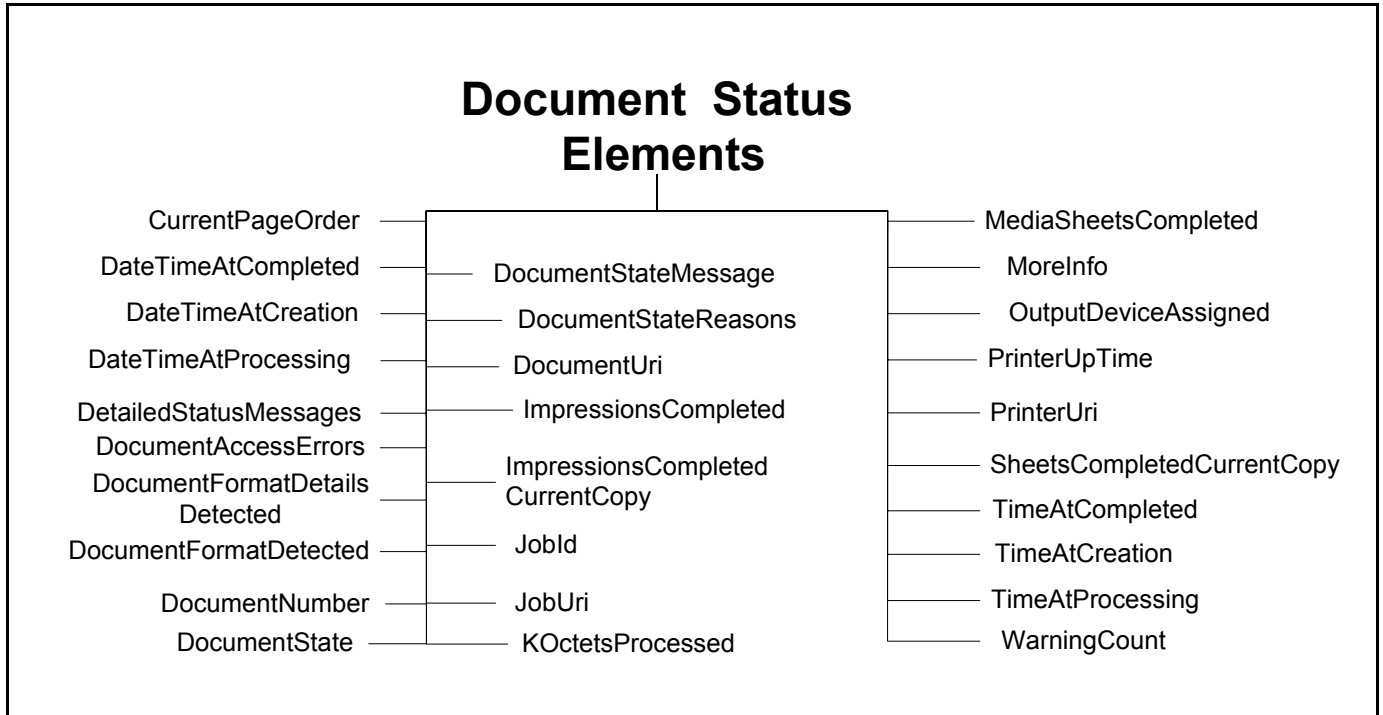 Document Status
Elements
CurrentPageOrder
DateTimeAtCompleted
DateTimeAtCreation
DateTimeAtProcessing
DetailedStatusMessages
DocumentAccessErrors
DocumentFormatDetails
Detected
DocumentFormatDetected
DocumentNumber
DocumentState
DocumentStateMessage
DocumentStateReasons
DocumentUri
ImpressionsCompleted
ImpressionsCompleted
CurrentCopy
JobId
JobUri
KOctetsProcessed
MediaSheetsCompleted
MoreInfo
OutputDeviceAssigned
PrinterUpTime
PrinterUri
SheetsCompletedCurrentCopy
TimeAtCompleted
TimeAtCreation
TimeAtProcessing
WarningCount